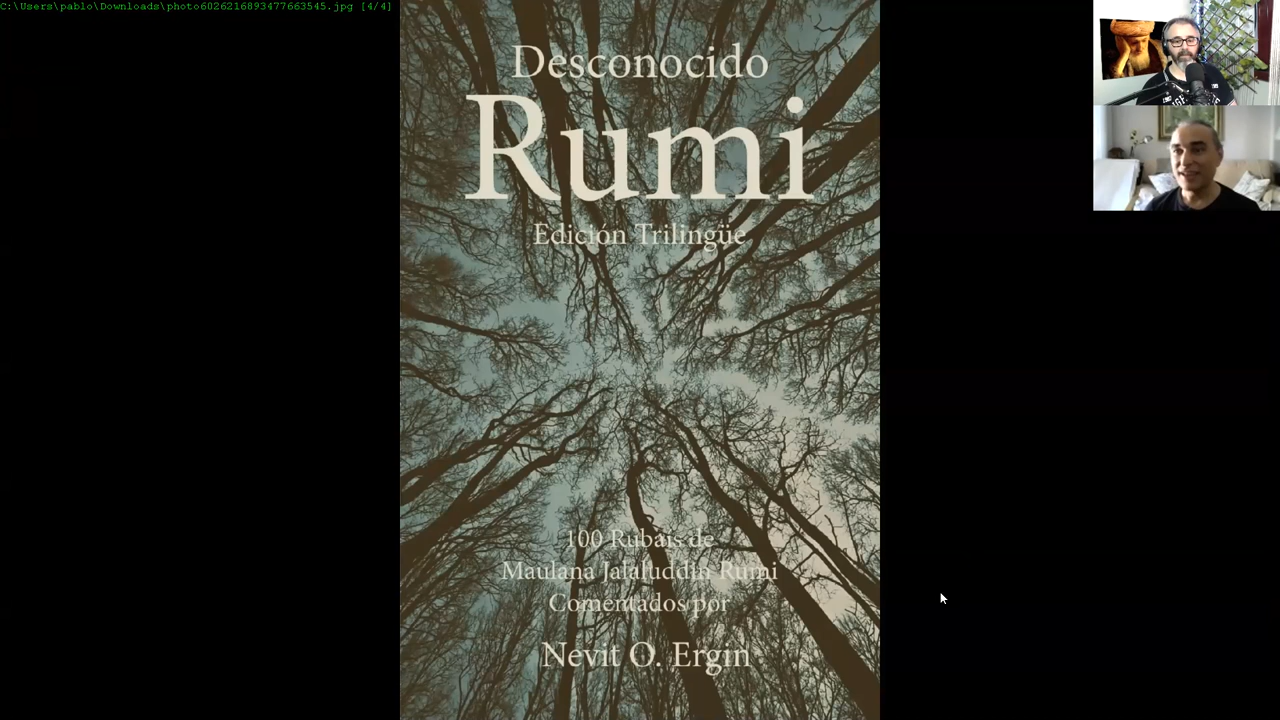 C:\Users\pablo\Downloads\photo6026216893477663545.jpg [4/4]
Desconocido
Rumi
Edición Trilingüe
100 Rubais de
Maulana Jalaluddin Rumi
Comentados por
Nevit O. Ergin